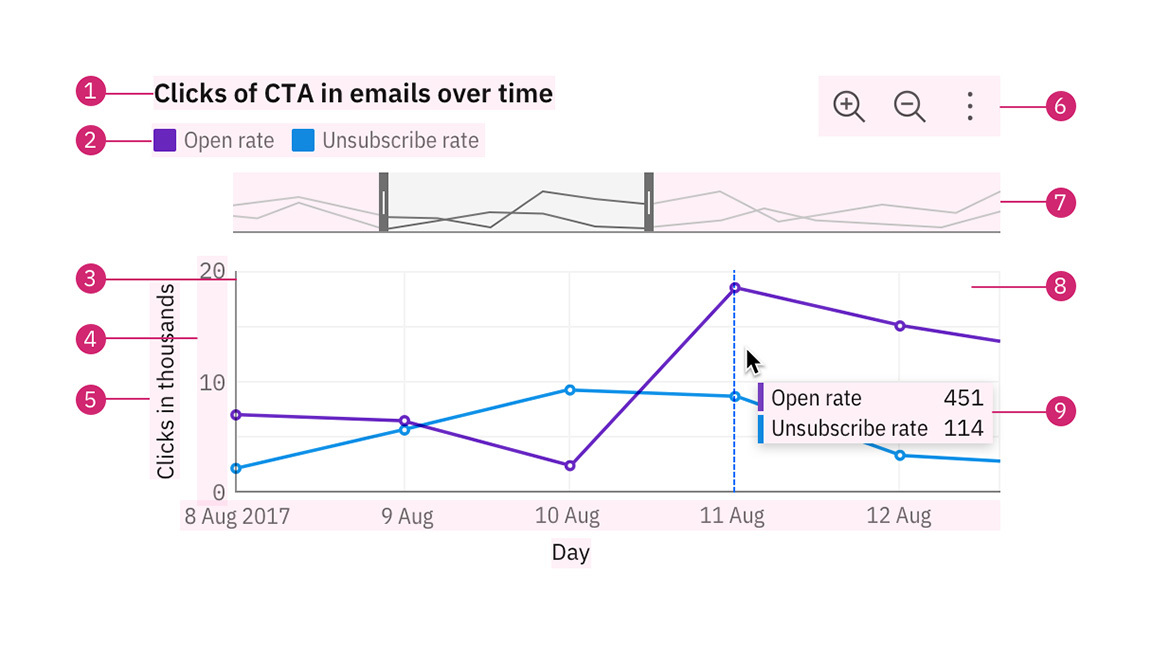 1 Clicks of CTA in emails over time
6
2 Open rate Unsubscribe rate
7
3 20
8
4
10
5
Clicks in thousands
Open rate 451
9
Unsubscribe rate 114
0
8 Aug 2017 9 Aug 10 Aug 11 Aug 12 Aug
Day